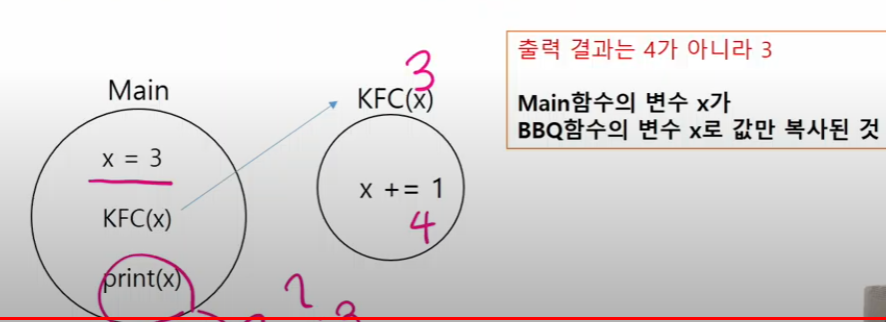 출력 결과는 4가 아니라 3
Main함수의 변수 x가
BBQ함수의 변수 x로 값만 복사된 것
Main
x = 3
KFC(x)
print(x)
3
KFC(x)
x += 1
4
3